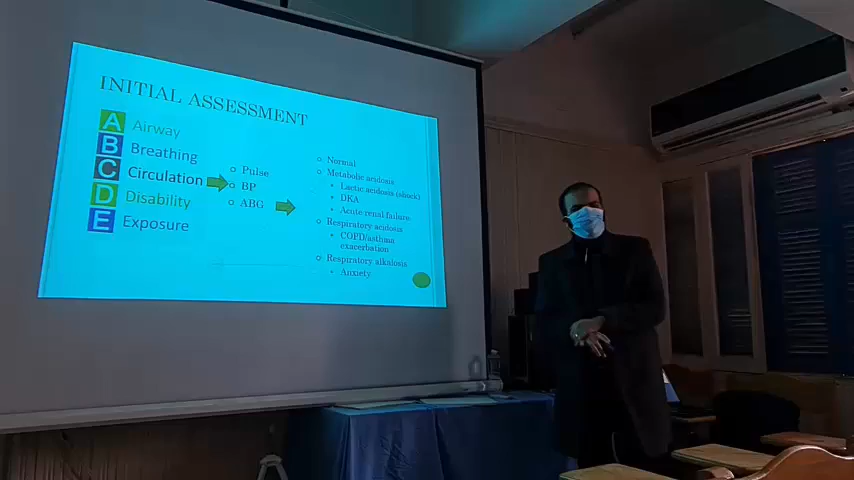 INITIAL ASSESSMENT
A Airway
B Breathing
C Circulation
D Disability
E Exposure
Pulse
BP
ABG
Normal
Metabolic acidosis
Lactic acidosis (shock)
DKA
Acute renal failure
Respiratory acidosis
COPD/asthma
exacerbation
Respiratory alkalosis
Anxiety